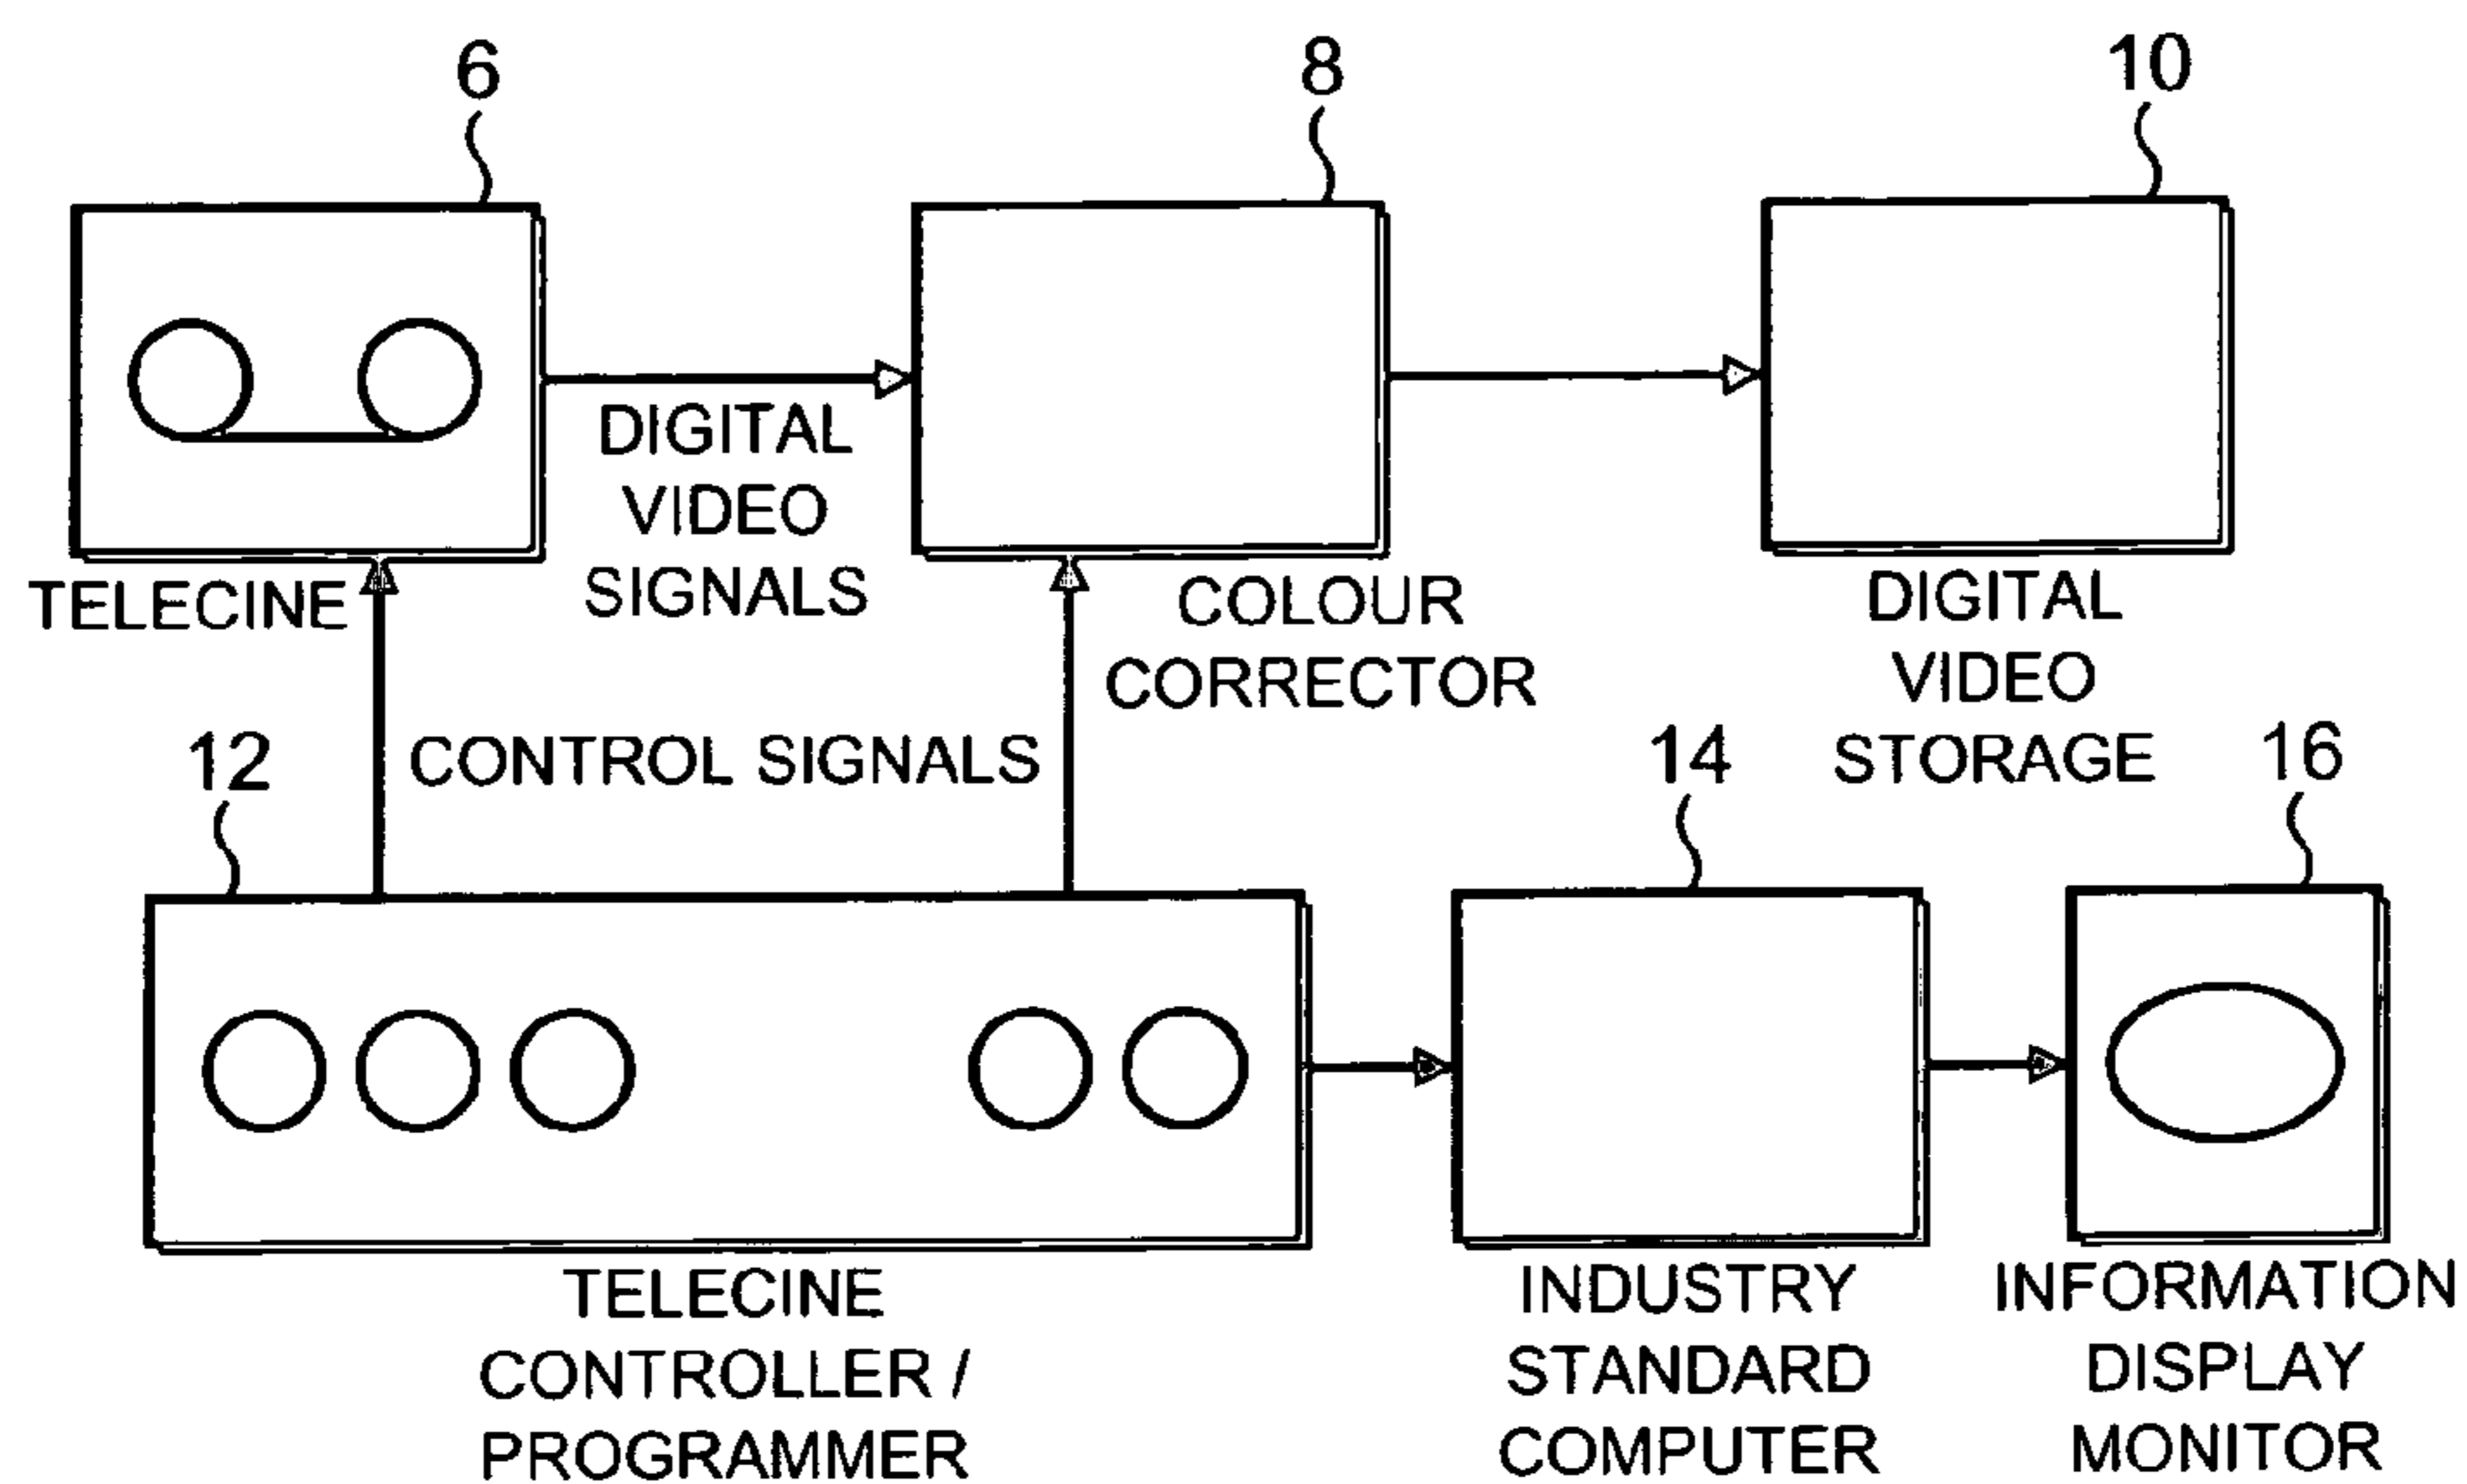 6
8
10
DIGITAL
VIDEO
SIGNALS
TELECINE
COLOUR
CORRECTOR
DIGITAL
VIDEO
STORAGE
12
CONTROL SIGNALS
14
16
TELECINE
CONTROLLER /
PROGRAMMER
INDUSTRY
STANDARD
COMPUTER
INFORMATION
DISPLAY
MONITOR